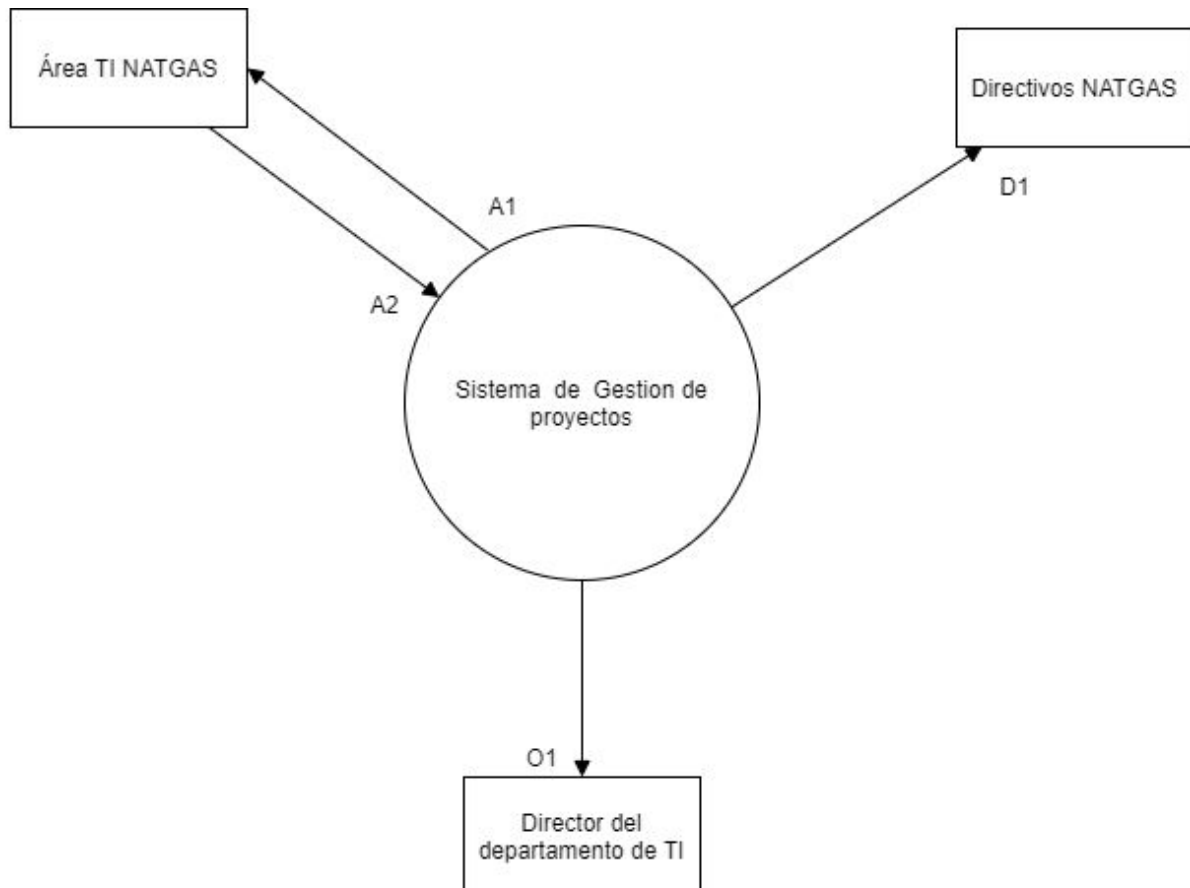 Área TI NATGAS
Directivos NATGAS
D1
A1
A2
Sistema de Gestion de
proyectos
O1
Director del
departamento de TI